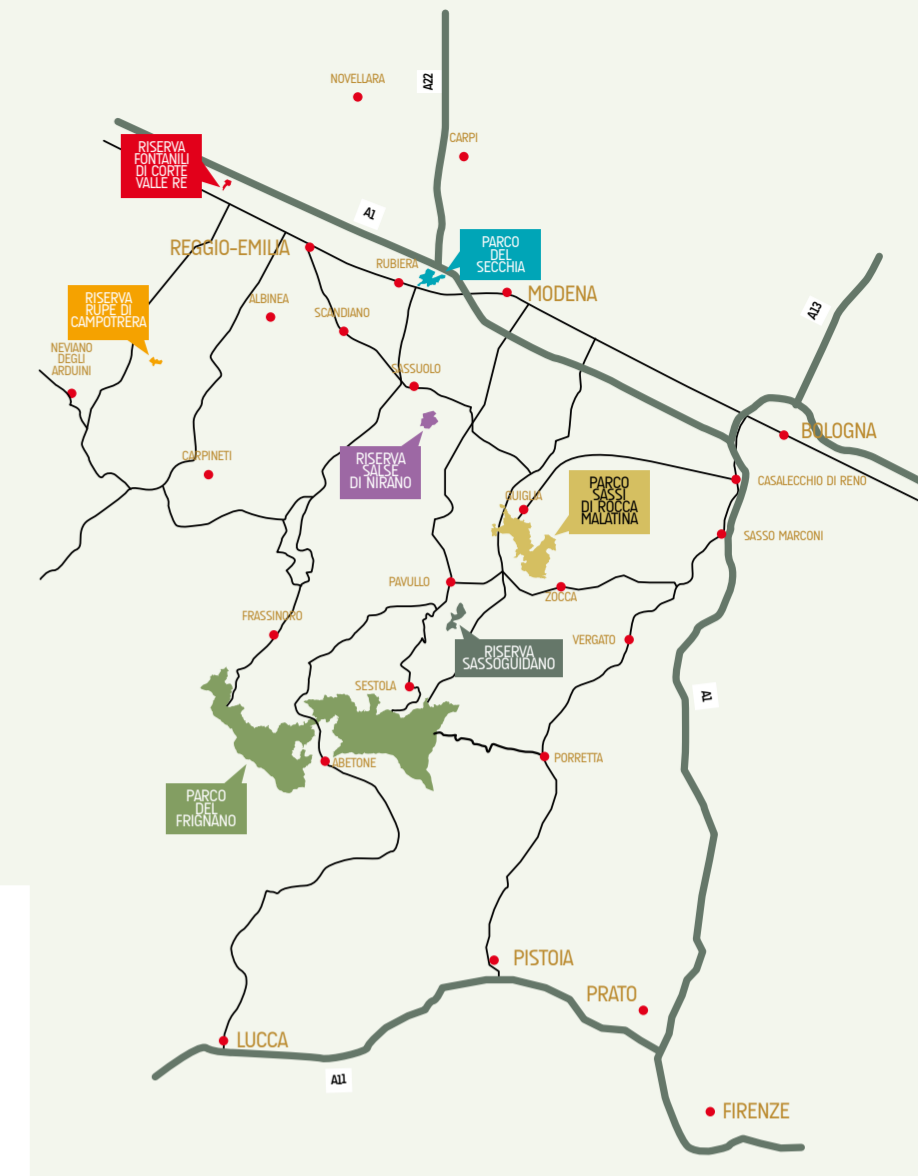 NOVELLARA
A22
CARPI
RISERVA
FONTANILI
DI CORTE
VALLE RE
A1
REGGIO-EMILIA
PARCO
DEL
SECCHIA
RUBIERA
MODENA
RISERVA
RUPE DI
CAMPOTRERA
ALBINEA
SCANDIANO
A13
NEVIANO
DEGLI
ARDUINI
SASSUOLO
BOLOGNA
CARPINETI
RISERVA
SALSE
DI NIRANO
GUIGLIA
PARCO
SASSI
DI ROCCA
MALATINA
CASALECCHIO DI RENO
SASSO MARCONI
PAVULLO
ZOCCA
FRASSINORO
VERGATO
RISERVA
SASSOGUIDANO
SESTOLA
A1
ABETONE
PORRETTA
PARCO
DEL
FRIGNANO
PISTOIA
PRATO
LUCCA
A11
FIRENZE